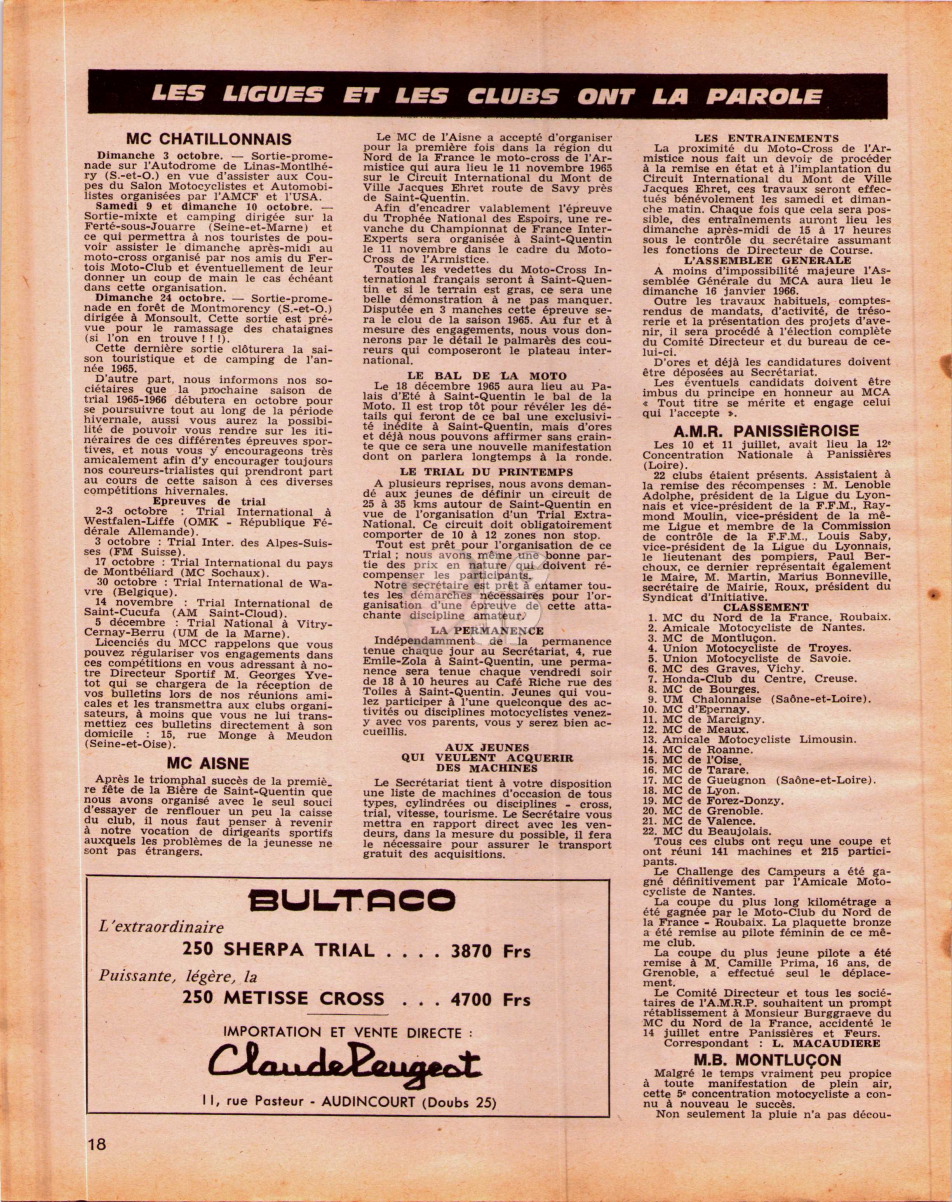 LES LIGUES ET LES CLUBS ONT LA PAROLE
MC CHATILLONNAIS
Dimanche 3 octobre. — Sortie-prome-
nade sur l'Autodrome de Linas-Montlhé-
ry (S.-et-O.) en vue d'assister aux Cou-
pes du Salon Motocyclistes et Automobi-
listes organisées par l'AMCF et l'USA.
Samedi 9 et dimanche 10 octobre. —
Sortie-mixte et camping dirigée sur la
Ferté-sous-Jouarre (Seine-et-Marne) et
ce qui permettra à nos touristes de pou-
voir assister le dimanche après-midi au
moto-cross organisé par nos amis du Fer-
tois Moto-Club et éventuellement de leur
donner un coup de main le cas échéant
dans cette organisation.
Dimanche 24 octobre. — Sortie-prome-
nade en forêt de Montmorency (S.-et-O.)
dirigée à Monsoult, Cette sortie est pré-
vue pour le ramassage des chataignes
(si l'on en trouve ! ! !).
Cette dernière sortie clôturera la sai-
son touristique et de camping de l'an-
née 1965.
D'autre part, nous informons nos so-
ciétaires que la prochaine saison de
trial 1965-1966 débutera en octobre pour
se poursuivre tout au long de la période
hivernale, aussi vous aurez la possibi-
lité de pouvoir vous rendre sur les iti-
néraires de ces différentes épreuves spor-
tives, et nous vous y encourageons très
amicalement afin d'y encourager toujours
nos coureurs-trialistes qui prendront part
au cours de cette saison à ces diverses
compétitions hivernales.
Epreuves de trial
2-3 octobre : Trial International à
Westfalen-Liffe (OMK - République Fé-
dérale Allemande).
3 octobre : Trial Inter. des Alpes-Suis-
ses (FM Suisse).
17 octobre : Trial International du pays
de Montbéliard (MC Sochaux).
30 octobre : Trial International de Wa-
vre (Belgique).
14 novembre : Trial International de
Saint-Cucufa (AM Saint-Cloud).
5 décembre : Trial National à Vitry-
Cernay-Berru (UM de la Marne).
Licenciés du MCC rappelons que vous
pouvez régulariser vos engagements dans
ces compétitions en vous adressant à no-
tre Directeur Sportif M. Georges Yve-
tot qui se chargera de la réception de
vos bulletins lors de nos réunions ami-
cales et les transmettra aux clubs organi-
sateurs, à moins que vous ne lui trans-
mettiez ces bulletins directement à son
domicile : 15, rue Monge à Meudon
(Seine-et-Oise).
MC AISNE
Après le triomphal succès de la premiè-
re fête de la Bière de Saint-Quentin que
nous avons organisé avec le seul souci
d'essayer de renflouer un peu la caisse
du club, il nous faut penser à revenir
à notre vocation de dirigeants sportifs
auxquels les problèmes de la jeunesse ne
sont pas étrangers.
Le MC de l'Aisne a accepté d'organiser
pour la première fois dans la région du
Nord de la France le moto-cross de l'Ar-
mistice qui aura lieu le 11 novembre 1965
sur le Circuit International du Mont de
Ville Jacques Ehret route de Savy près
de Saint-Quentin.
Afin d'encadrer valablement l'épreuve
du Trophée National des Espoirs, une re-
vanche du Championnat de France Inter-
Experts sera organisée à Saint-Quentin
le 11 novembre dans le cadre du Moto-
Cross de l'Armistice.
Toutes les vedettes du Moto-Cross In-
ternational français seront à Saint-Quen-
tin et si le terrain est gras, ce sera une
belle démonstration à ne pas manquer.
Disputée en 3 manches cette épreuve se-
ra le clou de la saison 1965. Au fur et à
mesure des engagements, nous vous don-
nerons par le détail le palmarès des cou-
reurs qui composeront le plateau inter-
national.
LE BAL DE LA MOTO
Le 18 décembre 1965 aura lieu au Pa-
lais d'Eté à Saint-Quentin le bal de la
Moto. Il est trop tôt pour révéler les dé-
tails qui feront de ce bal une exclusivi-
té inédite à Saint-Quentin, mais d'ores
et déjà nous pouvons affirmer sans crain-
te que ce sera une nouvelle manifestation
dont on parlera longtemps à la ronde.
LE TRIAL DU PRINTEMPS
A plusieurs reprises, nous avons deman-
dé aux jeunes de définir un circuit de
25 à 35 kms autour de Saint-Quentin en
vue de l'organisation d'un Trial Extra-
National. Ce circuit doit obligatoirement
comporter de 10 à 12 zones non stop.
Tout est prêt pour l'organisation de ce
Trial ; nous avons même une bonne par-
tie des prix en nature qui doivent ré-
compenser les participants.
Notre secrétaire est prêt à entamer tou-
tes les démarches nécessaires pour l'or-
ganisation d'une épreuve de cette atta-
chante discipline amateur.
LA PERMANENCE
Indépendamment de la permanence
tenue chaque jour au Secrétariat, 4, rue
Emile-Zola à Saint-Quentin, une perma-
nence sera tenue chaque vendredi soir
de 18 à 10 heures au Café Riche rue des
Toiles à Saint-Quentin. Jeunes qui vou-
lez participer à l'une quelconque des ac-
tivités ou disciplines motocyclistes venez-
y avec vos parents, vous y serez bien ac-
cueillis.
AUX JEUNES
QUI VEULENT ACQUERIR
DES MACHINES
Le Secrétariat tient à votre disposition
une liste de machines d'occasion de tous
types, cylindrées ou disciplines - cross,
trial, vitesse, tourisme. Le Secrétaire vous
mettra en rapport direct avec les ven-
deurs, dans la mesure du possible, il fera
le nécessaire pour assurer le transport
gratuit des acquisitions.
LES ENTRAINEMENTS
La proximité du Moto-Cross de l'Ar-
mistice nous fait un devoir de procéder
à la remise en état et à l'implantation du
Circuit International du Mont de Ville
Jacques Ehret, ces travaux seront effec-
tués bénévolement les samedi et diman-
che matin. Chaque fois que cela sera pos-
sible, des entraînements auront lieu les
dimanche après-midi de 15 à 17 heures
sous le contrôle du secrétaire assumant
les fonctions de Directeur de Course.
L'ASSEMBLEE GENERALE
A moins d'impossibilité majeure l'As-
semblée Générale du MCA aura lieu le
dimanche 16 janvier 1966.
Outre les travaux habituels, comptes-
rendus de mandats, d'activité, de tréso-
rerie et la présentation des projets d'ave-
nir, il sera procédé à l'élection complète
du Comité Directeur et du bureau de ce-
lui-ci.
D'ores et déjà les candidatures doivent
être déposées au Secrétariat.
Les éventuels candidats doivent être
imbus du principe en honneur au MCA
« Tout titre se mérite et engage celui
qui l'accepte ».
A.M.R. PANISSIÈROISE
Les 10 et 11 juillet, avait lieu la 12e
Concentration Nationale à Panissières
(Loire).
22 clubs étaient présents. Assistaient à
la remise des récompenses : M. Lenoble
Adolphe, président de la Ligue du Lyon-
nais et vice-président de la F.F.M., Ray-
mond Moulin, vice-président de la mê-
me Ligue et membre de la Commission
de contrôle de la F.F.M., Louis Saby,
vice-président de la Ligue du Lyonnais,
le lieutenant des pompiers, Paul Ber-
choux, ce dernier représentait également
le Maire, M. Martin, Marius Bonneville,
secrétaire de Mairie, Roux, président du
Syndicat d'Initiative.
CLASSEMENT
1. MC du Nord de la France, Roubaix.
2. Amicale Motocycliste de Nantes.
3. MC de Montluçon.
4. Union Motocycliste de Troyes.
5. Union Motocycliste de Savoie.
6. MC des Graves, Vichy.
7. Honda-Club du Centre, Creuse.
8. MC de Bourges.
9. UM Chalonnaise (Saône-et-Loire).
10. MC d'Epernay.
11. MC de Marcigny.
12. MC de Meaux.
13. Amicale Motocycliste Limousin.
14. MC de Roanne.
15. MC de l'Oise.
16. MC de Tarare.
17. MC de Gueugnon (Saône-et-Loire).
18. MC de Lyon.
19. MC de Forez-Donzy.
20. MC de Grenoble.
21. MC de Valence.
22. MC du Beaujolais.
Tous ces clubs ont reçu une coupe et
ont réuni 141 machines et 215 partici-
pants.
Le Challenge des Campeurs a été ga-
gné définitivement par l'Amicale Moto-
cycliste de Nantes.
La coupe du plus long kilométrage a
été gagnée par le Moto-Club du Nord de
la France - Roubaix. La plaquette bronze
a été remise au pilote féminin de ce mê-
me club.
La coupe du plus jeune pilote a été
remise à M. Camille Prima, 16 ans, de
Grenoble, a effectué seul le déplace-
ment.
Le Comité Directeur et tous les socié-
taires de l'A.M.R.P. souhaitent un prompt
rétablissement à Monsieur Burggraeve du
MC du Nord de la France, accidenté le
14 juillet entre Panissières et Feurs.
Correspondant : L. MACAUDIERE
M.B. MONTLUÇON
Malgré le temps vraiment peu propice
à toute manifestation de plein air,
cette 5e concentration motocycliste a con-
nu à nouveau le succès.
Non seulement la pluie n'a pas décou-
BULTACO
L'extraordinaire
250 SHERPA TRIAL . . . . 3870 Frs
Puissante, légère, la
250 METISSE CROSS . . . 4700 Frs
IMPORTATION ET VENTE DIRECTE :
Claude Peugeot
11, rue Pasteur - AUDINCOURT (Doubs 25)
18